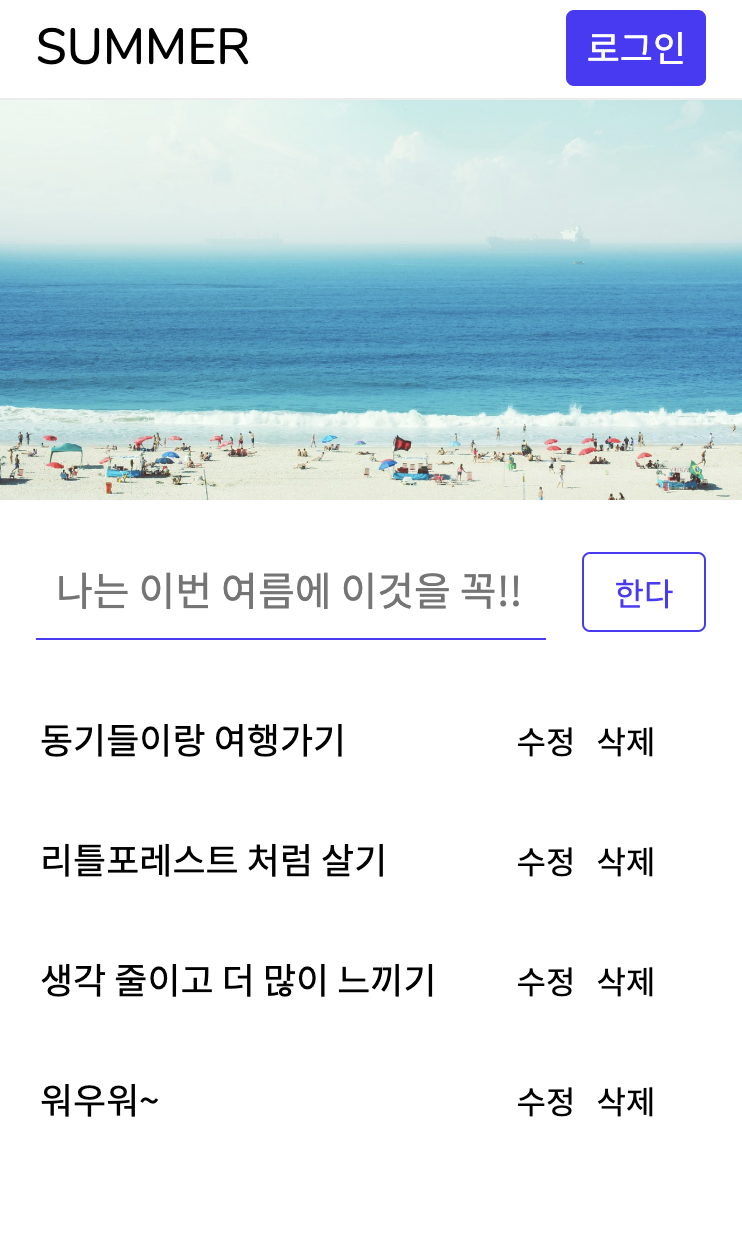 SUMMER 로그인
나는 이번 여름에 이것을 꼭!! 한다
동기들이랑 여행가기 수정 삭제
리틀포레스트 처럼 살기 수정 삭제
생각 줄이고 더 많이 느끼기 수정 삭제
워우워~ 수정 삭제